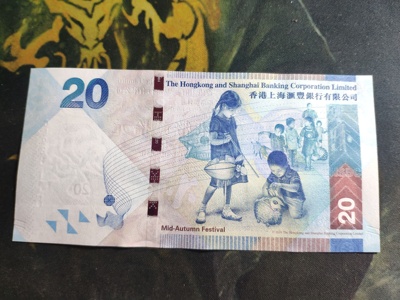 20
The Hongkong and Shanghai Banking Corporation Limited
香港上海滙豐銀行有限公司
Mid-Autumn Festival
20